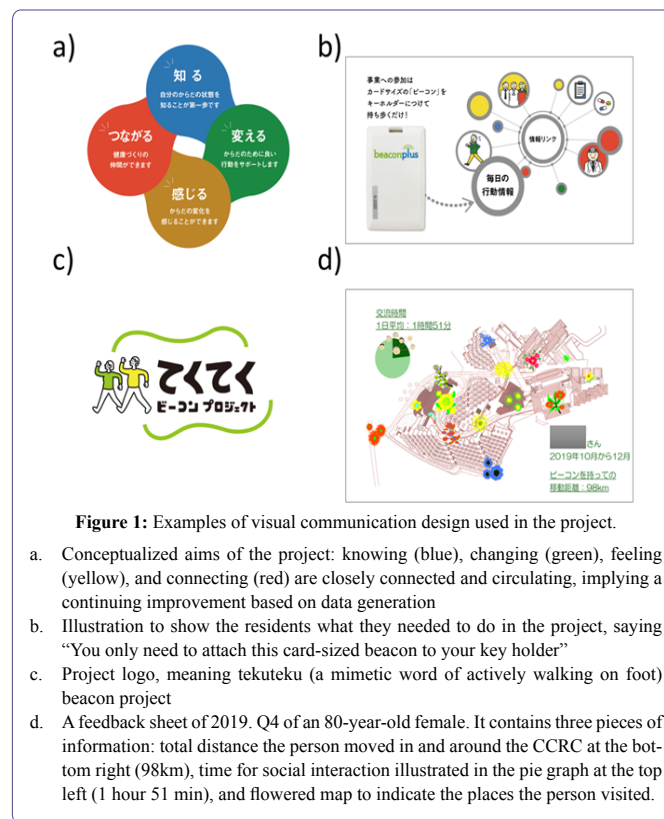 a)
知る
自分のからだの状態を
知ることが第一歩です
つながる
健康づくりの
仲間ができます
変える
からだのために良い
行動をサポートします
感じる
からだの変化を
感じることができます
b)
事業への参加は
カードサイズの「ビーコン」を
キーホルダーにつけて
持ち歩くだけ!
beaconplus
情報リンク
毎日の
行動情報
c)
てくてく
ビーコン プロジェクト
d)
交流時間
1日平均:1時間51分
さん
2019年10月から12月
ビーコンを持っての
移動距離:98km
Figure 1: Examples of visual communication design used in the project.
a. Conceptualized aims of the project: knowing (blue), changing (green), feeling
(yellow), and connecting (red) are closely connected and circulating, implying a
continuing improvement based on data generation
b. Illustration to show the residents what they needed to do in the project, saying
“You only need to attach this card-sized beacon to your key holder”
c. Project logo, meaning tekuteku (a mimetic word of actively walking on foot)
beacon project
d. A feedback sheet of 2019. Q4 of an 80-year-old female. It contains three pieces of
information: total distance the person moved in and around the CCRC at the bot-
tom right (98km), time for social interaction illustrated in the pie graph at the top
left (1 hour 51 min), and flowered map to indicate the places the person visited.